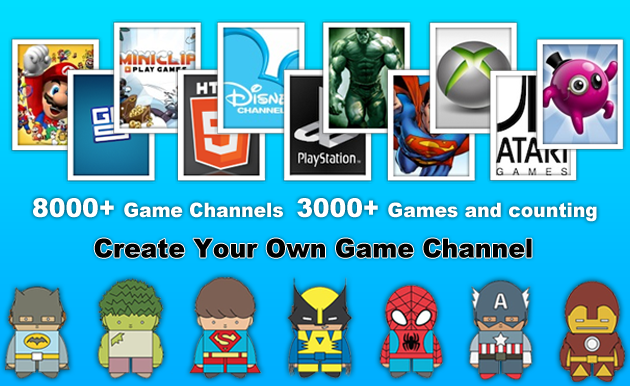 MINICLIP
PLAY GAMES
HT
5
Disney
CHANNEL
PlayStation
ATARI
GAMES
8000+ Game Channels 3000+ Games and counting
Create Your Own Game Channel
S
A